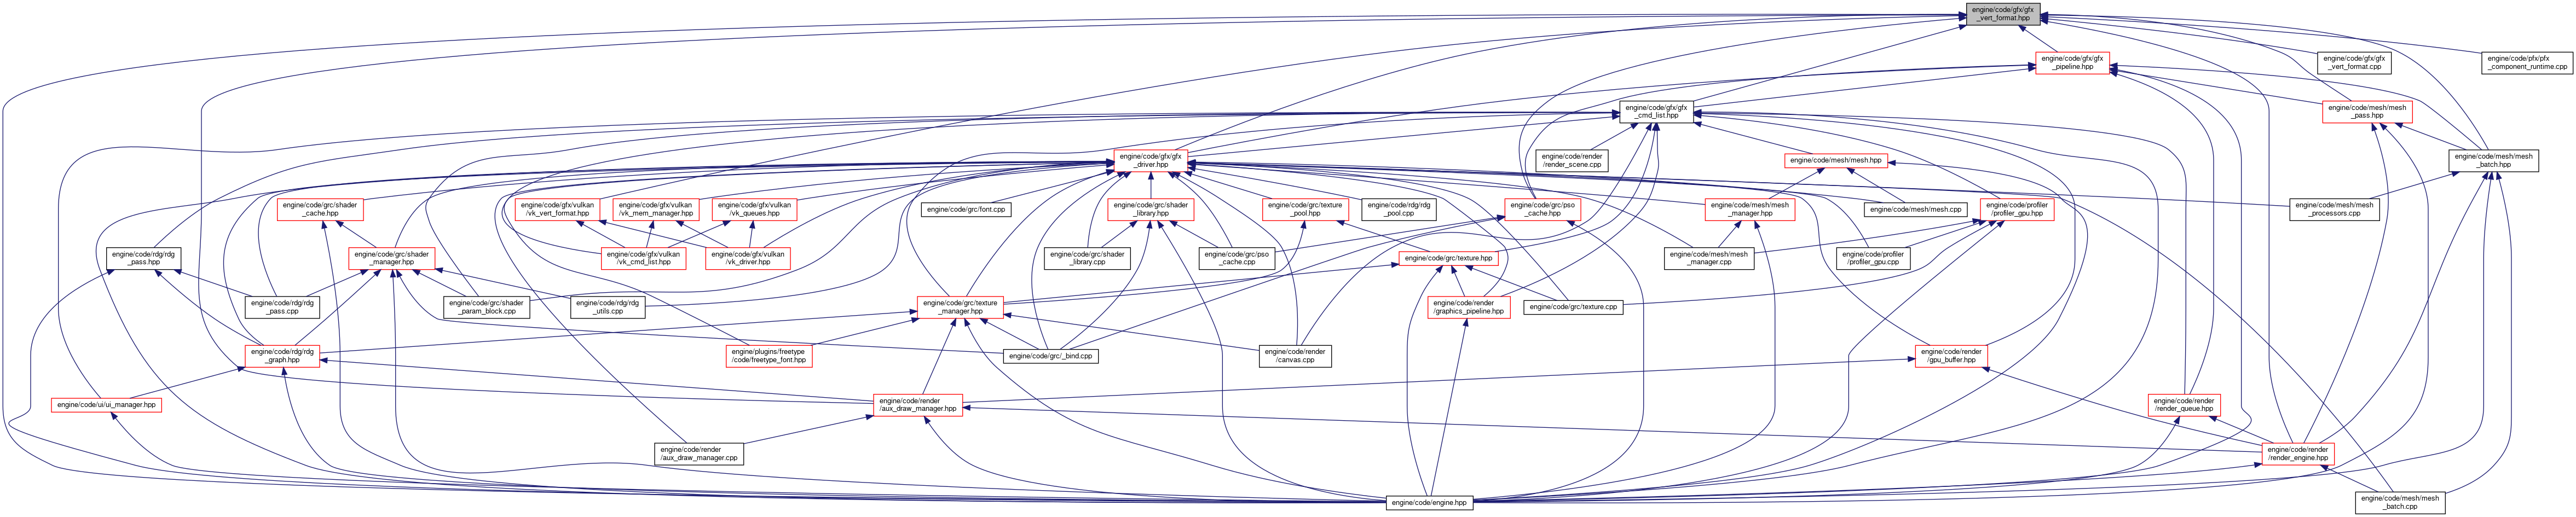 engine/code/gfx/gfx
_vert_format.hpp
engine/code/gfx/gfx
_pipeline.hpp
engine/code/gfx/gfx
_vert_format.cpp
engine/code/pfx/pfx
_component_runtime.cpp
engine/code/gfx/gfx
_cmd_list.hpp
engine/code/mesh/mesh
_pass.hpp
engine/code/gfx/gfx
_driver.hpp
engine/code/render
/render_scene.cpp
engine/code/mesh/mesh.hpp
engine/code/mesh/mesh
_batch.hpp
engine/code/grc/shader
_cache.hpp
engine/code/gfx/vulkan
/vk_vert_format.hpp
engine/code/gfx/vulkan
/vk_mem_manager.hpp
engine/code/gfx/vulkan
/vk_queues.hpp
engine/code/grc/font.cpp
engine/code/grc/shader
_library.hpp
engine/code/grc/texture
_pool.hpp
engine/code/rdg/rdg
_pool.cpp
engine/code/grc/pso
_cache.hpp
engine/code/mesh/mesh
_manager.hpp
engine/code/mesh/mesh.cpp
engine/code/profiler
/profiler_gpu.hpp
engine/code/mesh/mesh
_processors.cpp
engine/code/rdg/rdg
_pass.hpp
engine/code/grc/shader
_manager.hpp
engine/code/gfx/vulkan
/vk_cmd_list.hpp
engine/code/gfx/vulkan
/vk_driver.hpp
engine/code/grc/shader
_library.cpp
engine/code/grc/pso
_cache.cpp
engine/code/grc/texture.hpp
engine/code/mesh/mesh
_manager.cpp
engine/code/profiler
/profiler_gpu.cpp
engine/code/rdg/rdg
_pass.cpp
engine/code/grc/shader
_param_block.cpp
engine/code/rdg/rdg
_utils.cpp
engine/code/grc/texture
_manager.hpp
engine/code/render
/graphics_pipeline.hpp
engine/code/grc/texture.cpp
engine/code/rdg/rdg
_graph.hpp
engine/plugins/freetype
/code/freetype_font.hpp
engine/code/grc/_bind.cpp
engine/code/render
/canvas.cpp
engine/code/render
/gpu_buffer.hpp
engine/code/ui/ui_manager.hpp
engine/code/render
/aux_draw_manager.hpp
engine/code/render
/render_queue.hpp
engine/code/render
/aux_draw_manager.cpp
engine/code/render
/render_engine.hpp
engine/code/engine.hpp
engine/code/mesh/mesh
_batch.cpp